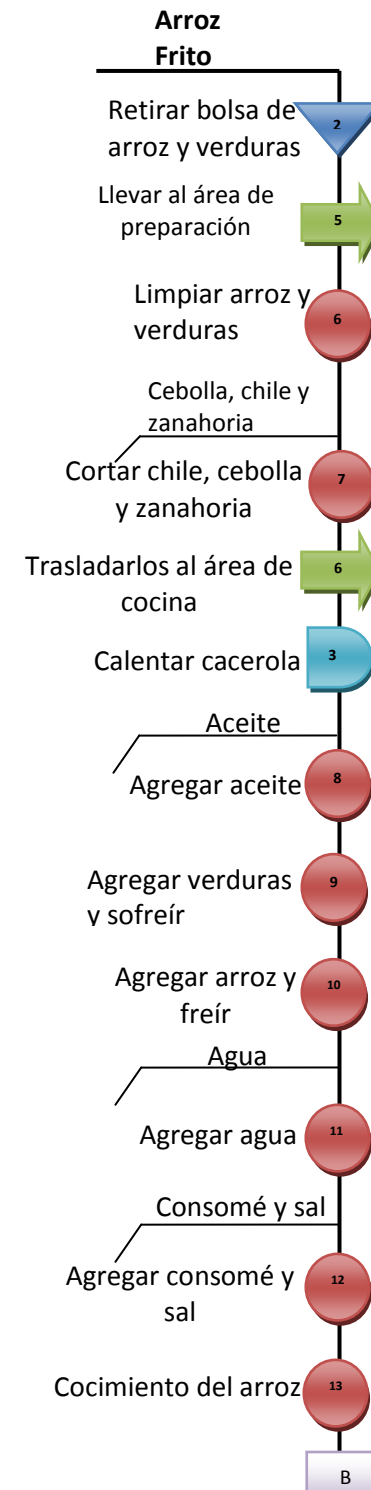 Arroz
Frito
Retirar bolsa de
arroz y verduras
2
Llevar al área de
preparación
5
Limpiar arroz y
verduras
6
Cebolla, chile y
zanahoria
Cortar chile, cebolla
y zanahoria
7
Trasladarlos al área de
cocina
6
Calentar cacerola
3
Aceite
Agregar aceite
8
Agregar verduras
y sofreír
9
Agregar arroz y
freír
10
Agua
Agregar agua
11
Consomé y sal
Agregar consomé y
sal
12
Cocimiento del arroz
13
B